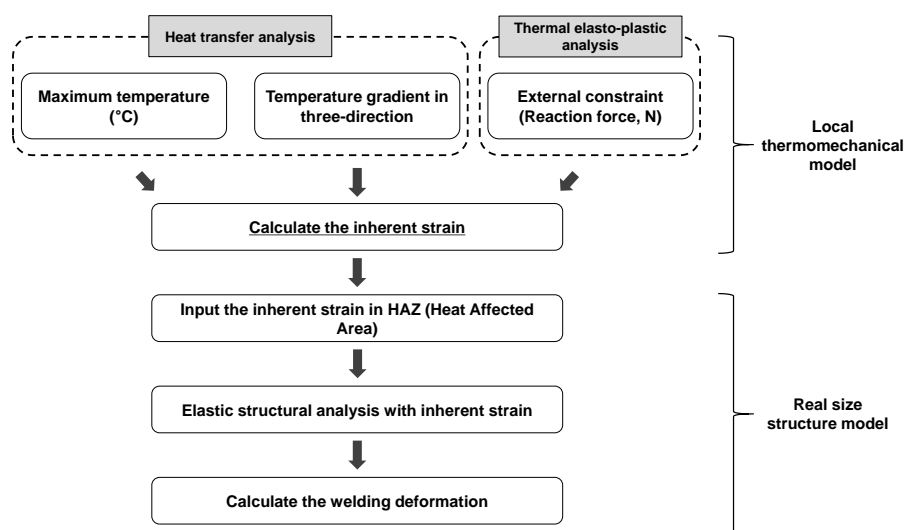 Heat transfer analysis
Thermal elasto-plastic
analysis
Maximum temperature
(°C)
Temperature gradient in
three-direction
External constraint
(Reaction force, N)
Local
thermomechanical
model
Calculate the inherent strain
Input the inherent strain in HAZ (Heat Affected
Area)
Elastic structural analysis with inherent strain
Real size
structure model
Calculate the welding deformation